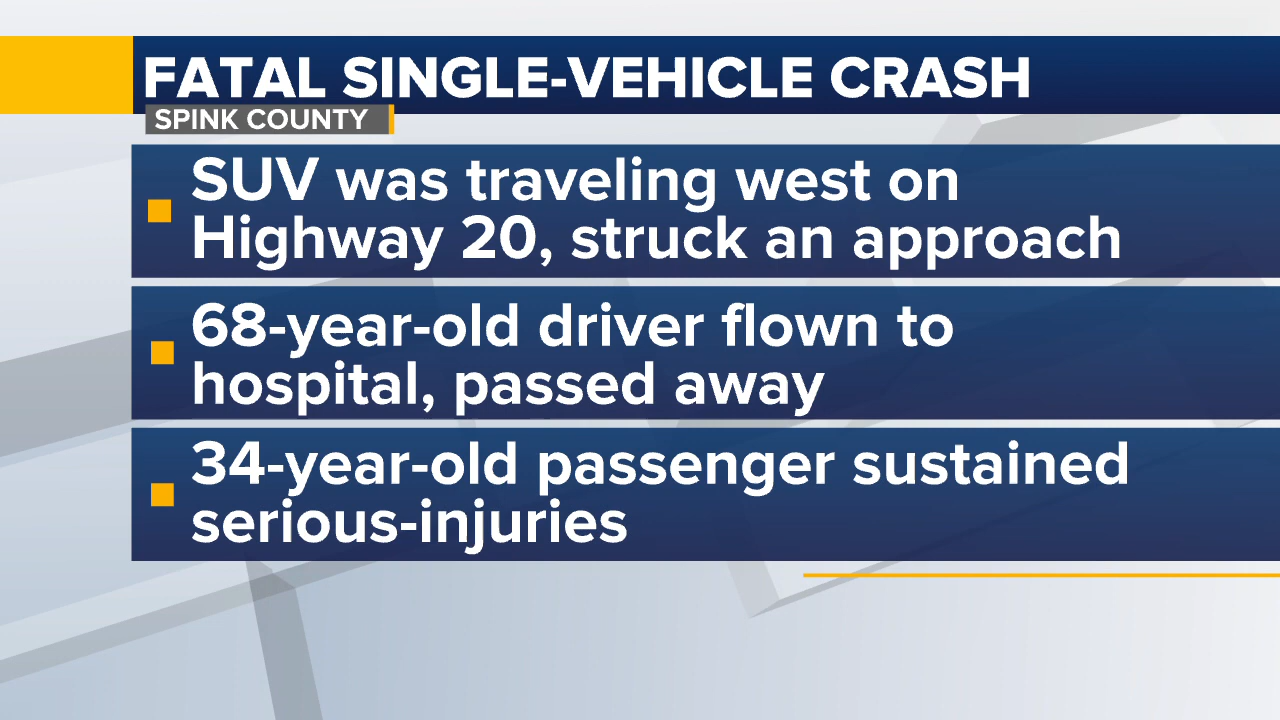 FATAL SINGLE-VEHICLE CRASH
SPINK COUNTY
SUV was traveling west on
Highway 20, struck an approach
68-year-old driver flown to
hospital, passed away
34-year-old passenger sustained
serious-injuries